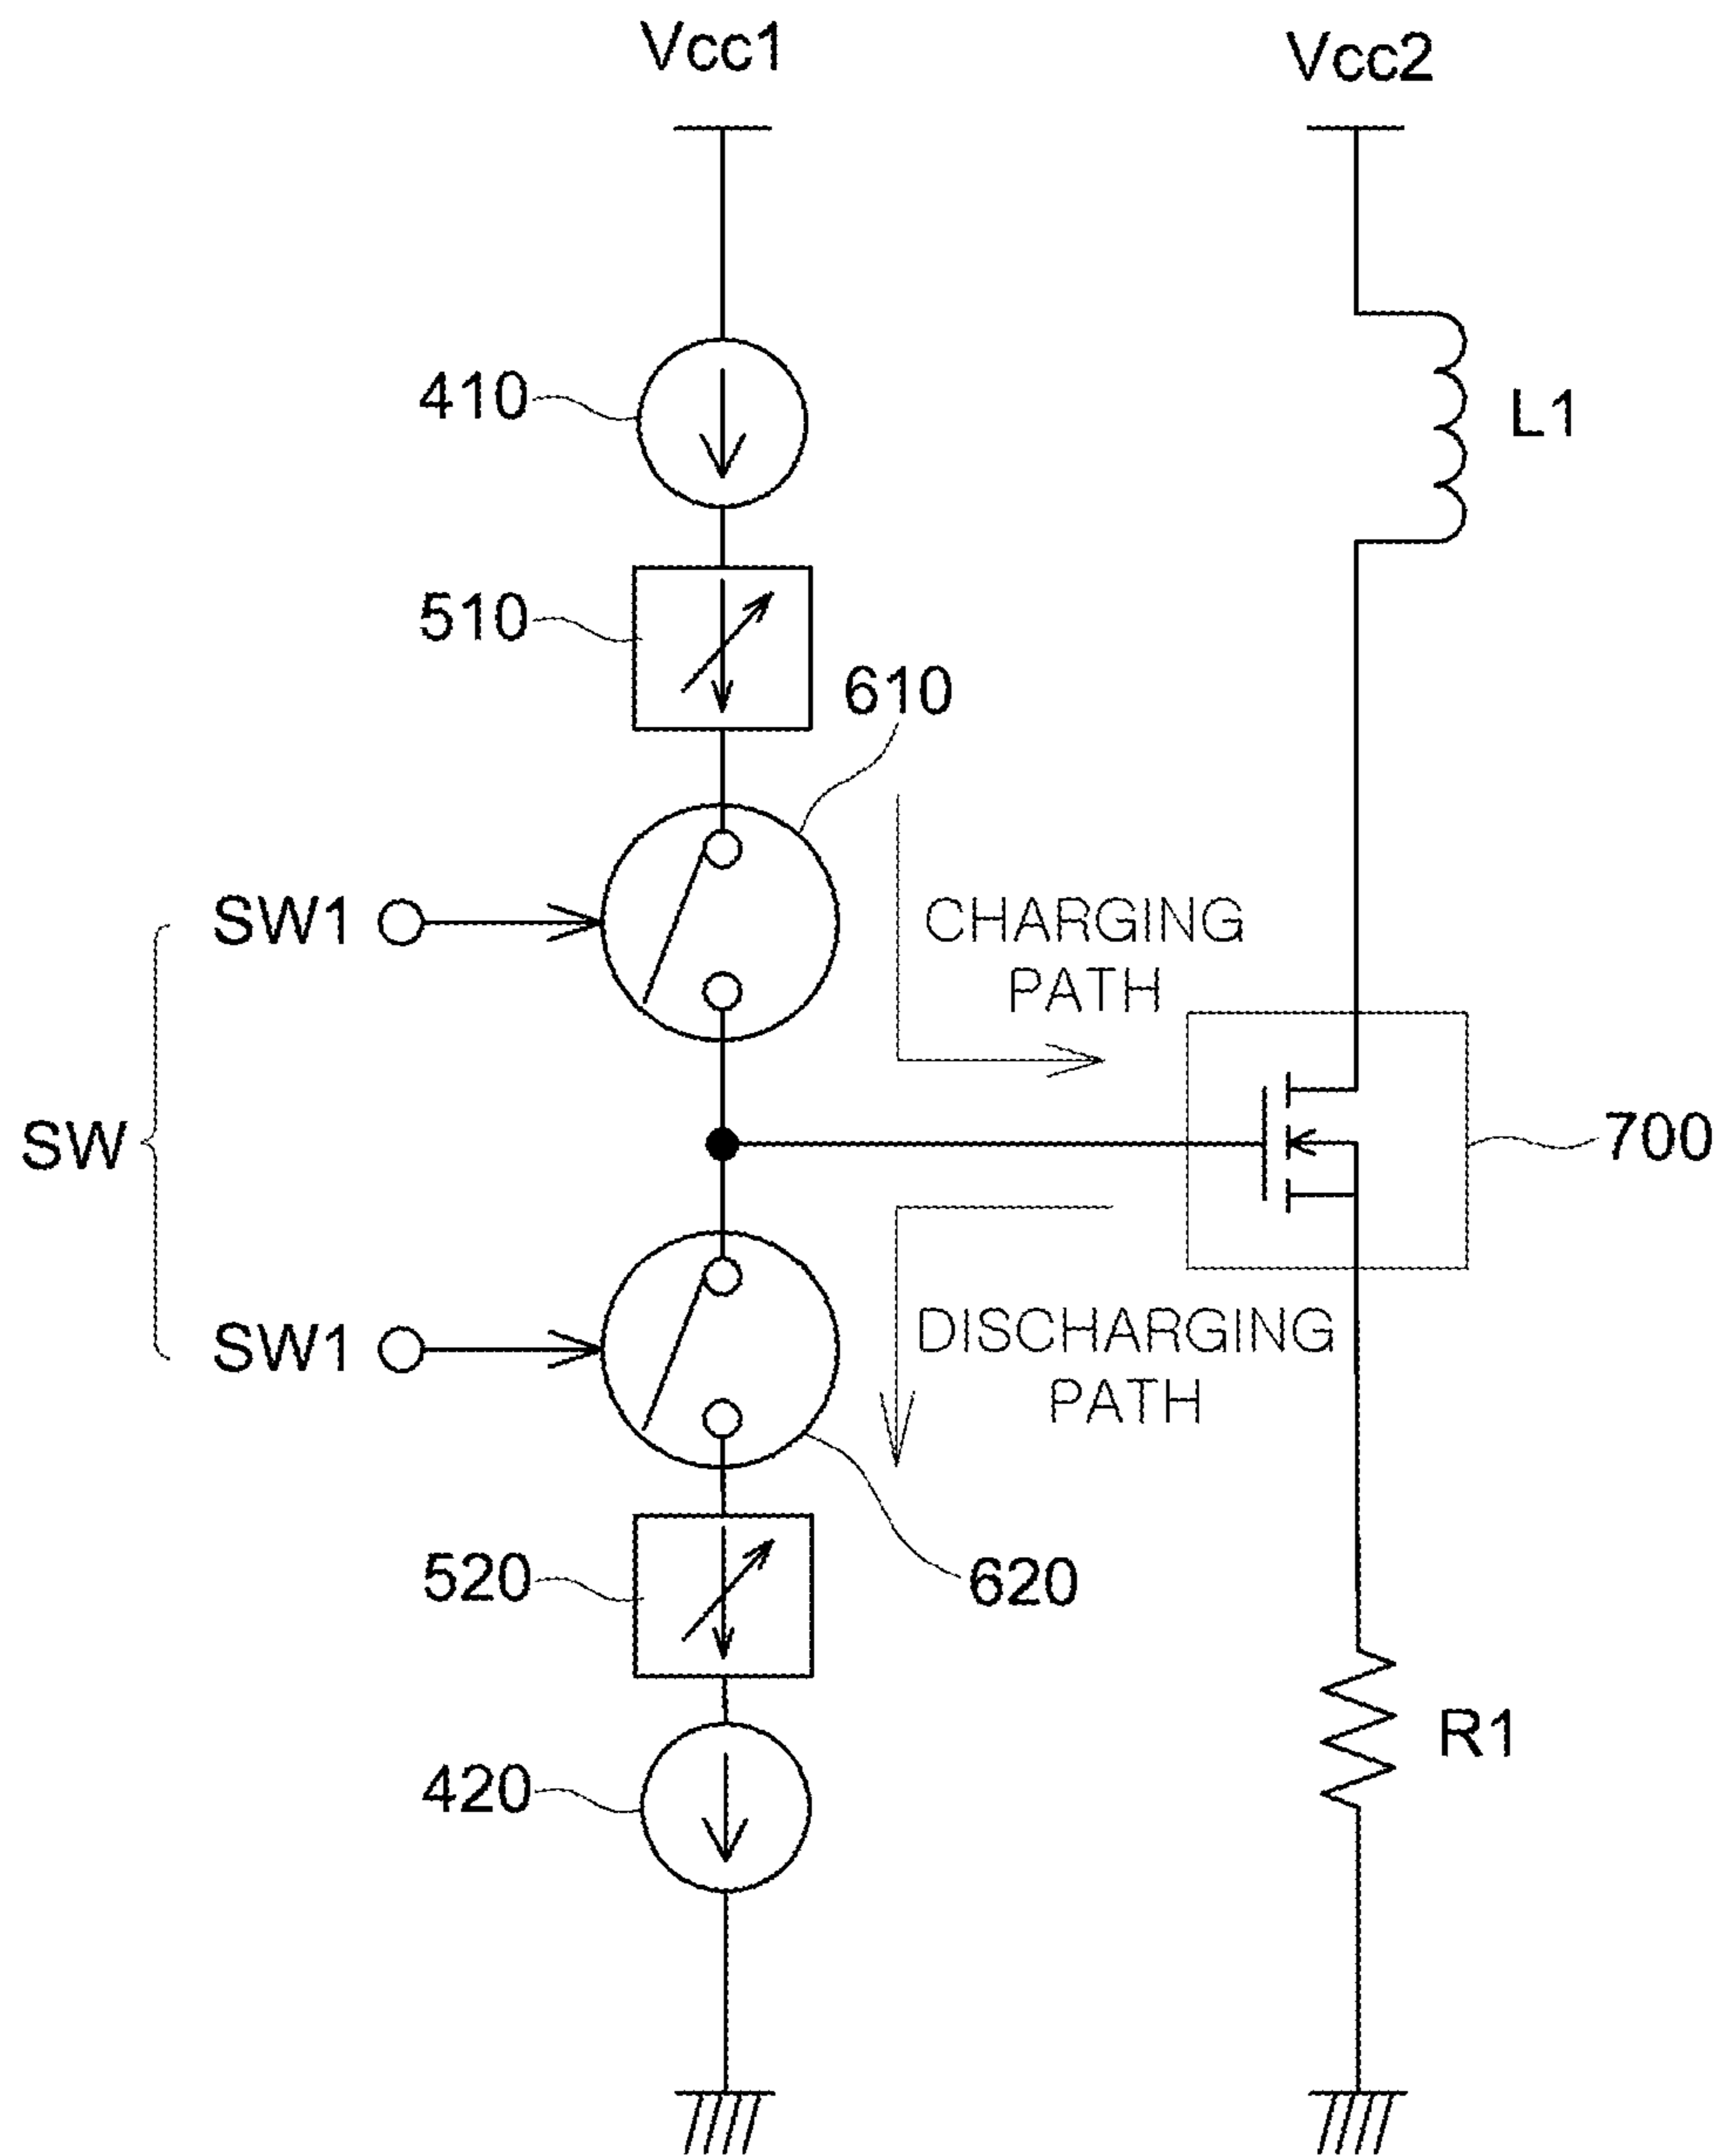 Vcc1
Vcc2
410
L1
510
610
SW1
CHARGING
PATH
SW
700
SW1
DISCHARGING
PATH
520
620
R1
420